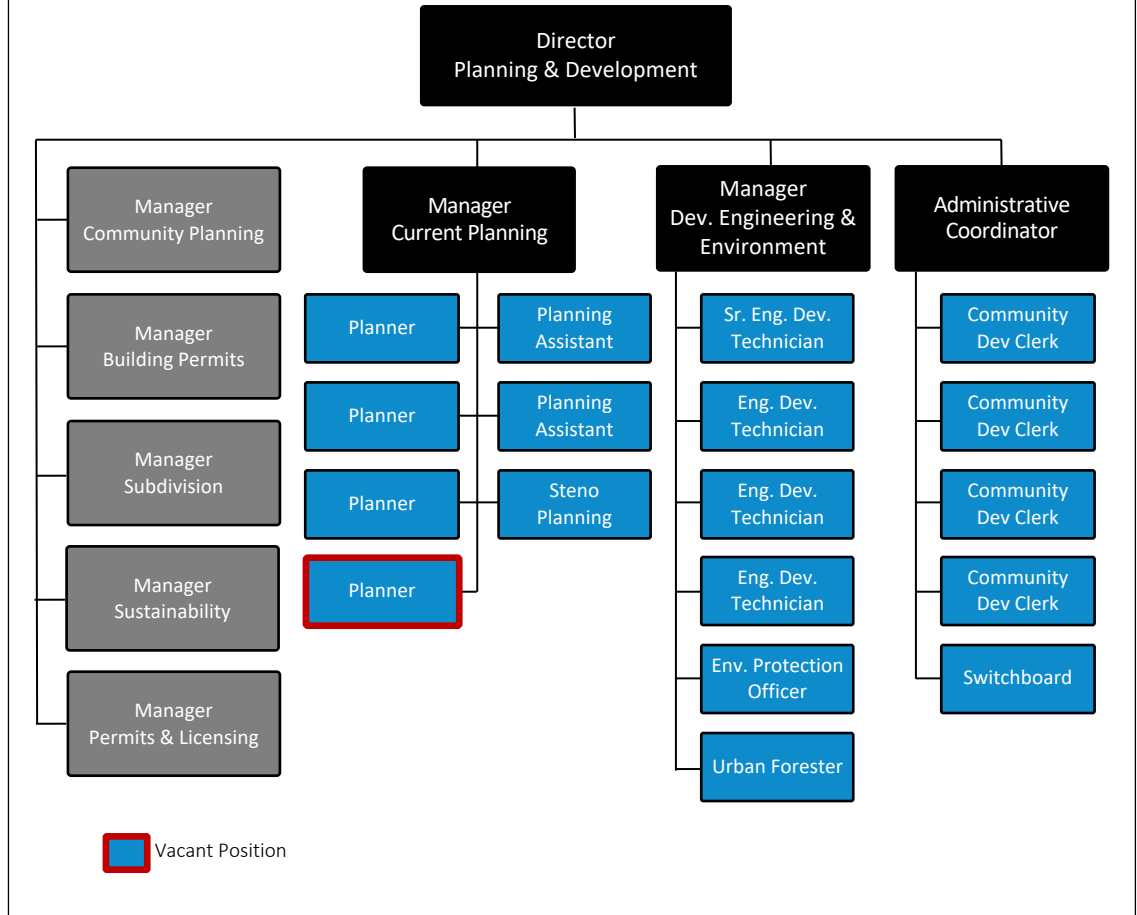 Director
Planning & Development
Manager
Community Planning
Manager
Building Permits
Manager
Subdivision
Manager
Sustainability
Manager
Permits & Licensing
Manager
Current Planning
Planner
Planning
Assistant
Planner
Planning
Assistant
Planner
Steno
Planning
Planner
Manager
Dev. Engineering &
Environment
Sr. Eng. Dev.
Technician
Eng. Dev.
Technician
Eng. Dev.
Technician
Eng. Dev.
Technician
Env. Protection
Officer
Urban Forester
Administrative
Coordinator
Community
Dev Clerk
Community
Dev Clerk
Community
Dev Clerk
Community
Dev Clerk
Switchboard
Vacant Position